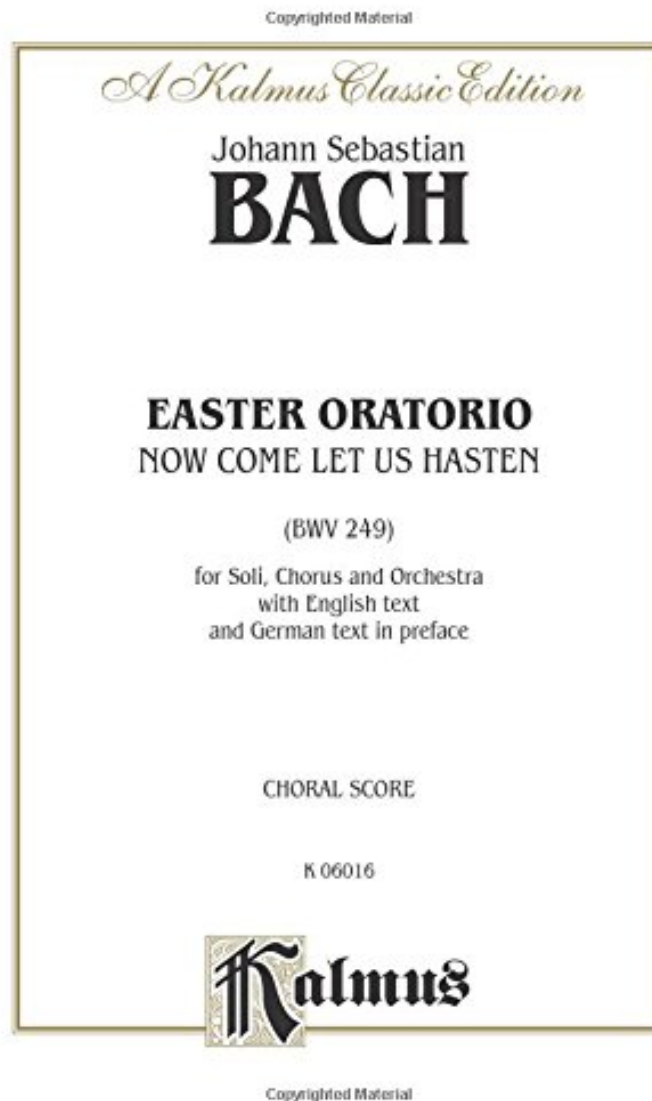 Copyrighted Material
A Kalmus Classic Edition
Johann Sebastian
BACH
EASTER ORATORIO
NOW COME LET US HASTEN
(BWV 249)
for Soli, Chorus and Orchestra
with English text
and German text in preface
CHORAL SCORE
K 06016
Kalmus
Copyrighted Material